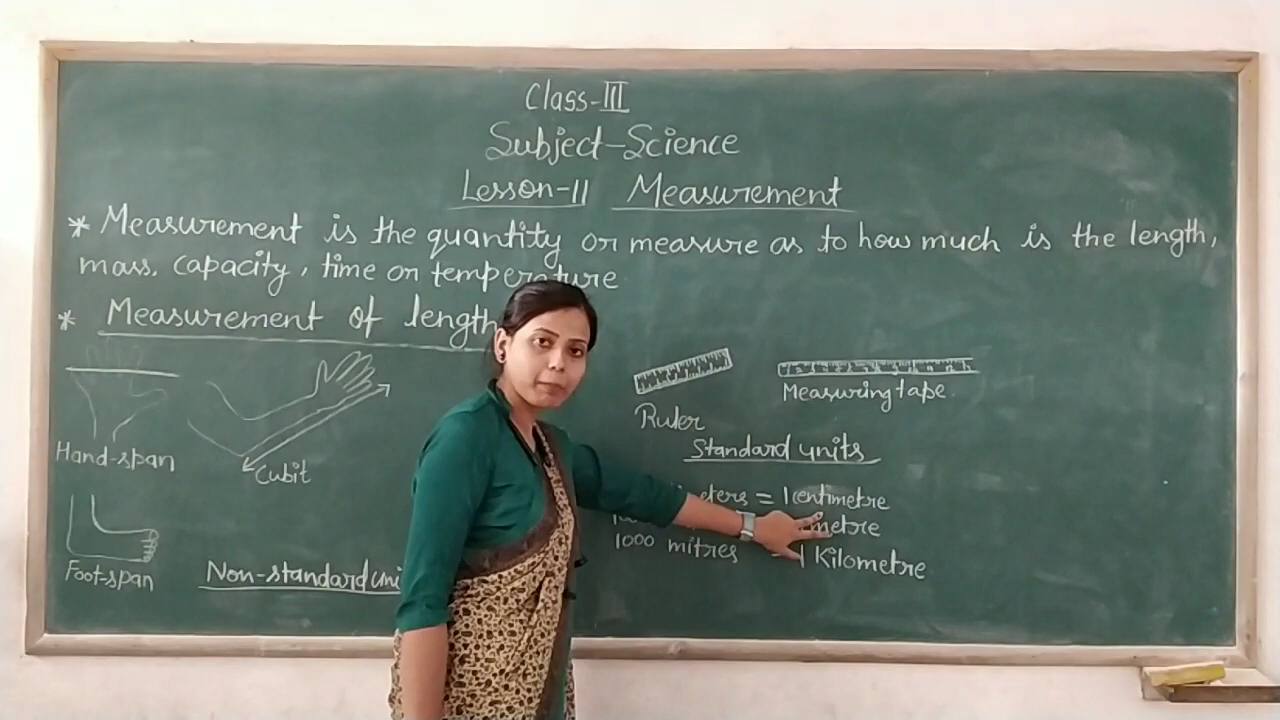 Class-III
Subject-Science
Lesson-11 Measurement
* Measurement is the quantity or measure as to how much is the length,
mass, capacity, time or temperature
* Measurement of length
Hand-span
Cubit
Foot-span
Non-standard uni
Ruler
Measuring tape
Standard units
eters = 1 centimetre
metre
1000 mitres = 1 Kilometre